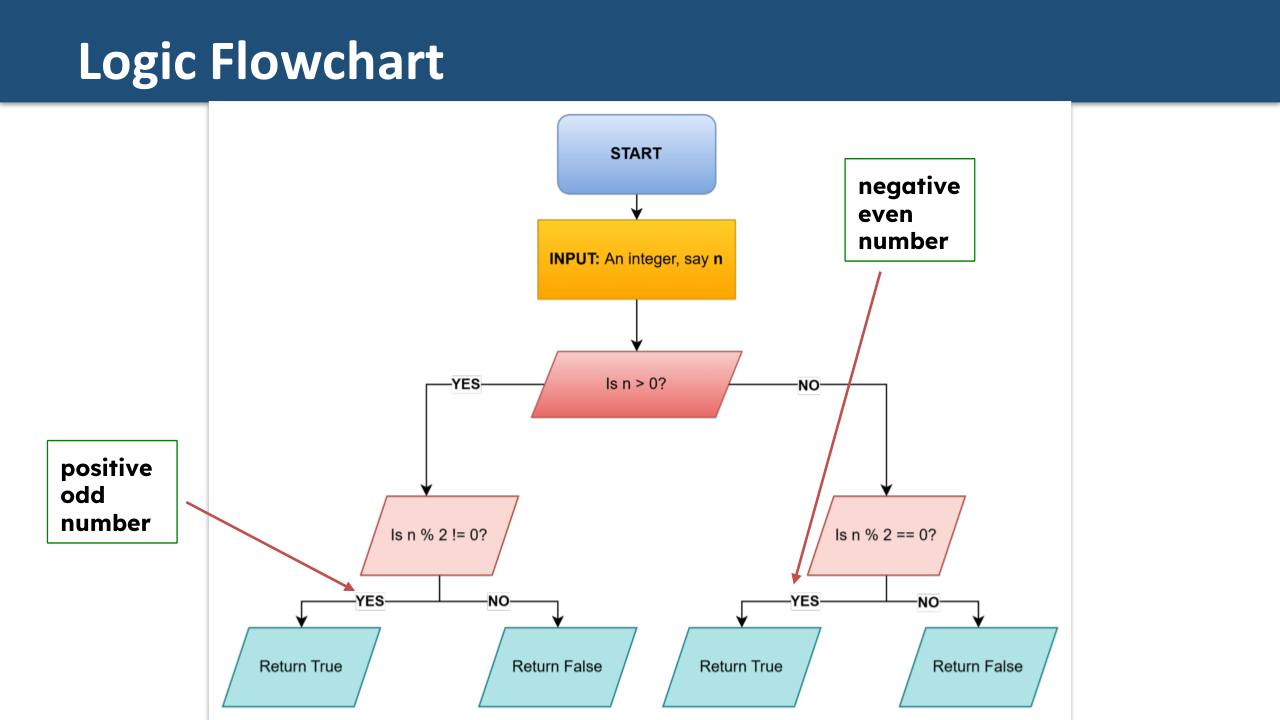 Logic Flowchart
START
negative
even
number
INPUT: An integer, say n
Is n > 0?
YES
NO
positive
odd
number
Is n % 2 != 0?
Is n % 2 == 0?
YES
NO
YES
NO
Return True
Return False
Return True
Return False